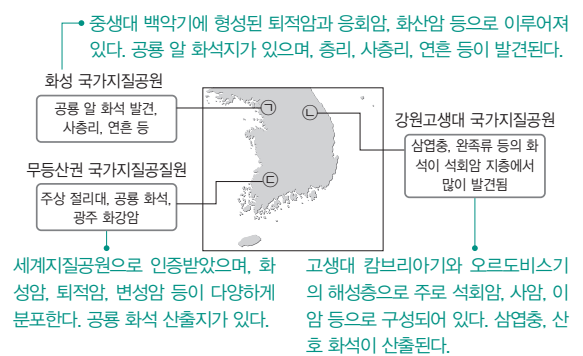 중생대 백악기에 형성된 퇴적암과 응회암, 화산암 등으로 이루어져
있다. 공룡 알 화석지가 있으며, 층리, 사층리, 연흔 등이 발견된다.
화성 국가지질공원
공룡 알 화석 발견,
사층리, 연흔 등
㉠
㉡
강원고생대 국가지질공원
삼엽충, 완족류 등의 화
석이 석회암 지층에서
많이 발견됨
무등산권 국가지질공질원
주상 절리대, 공룡 화석,
광주 화강암
㉢
세계지질공원으로 인증받았으며, 화
성암, 퇴적암, 변성암 등이 다양하게
분포한다. 공룡 화석 산출지가 있다.
고생대 캄브리아기와 오르도비스기
의 해성층으로 주로 석회암, 사암, 이
암 등으로 구성되어 있다. 삼엽충, 산
호 화석이 산출된다.